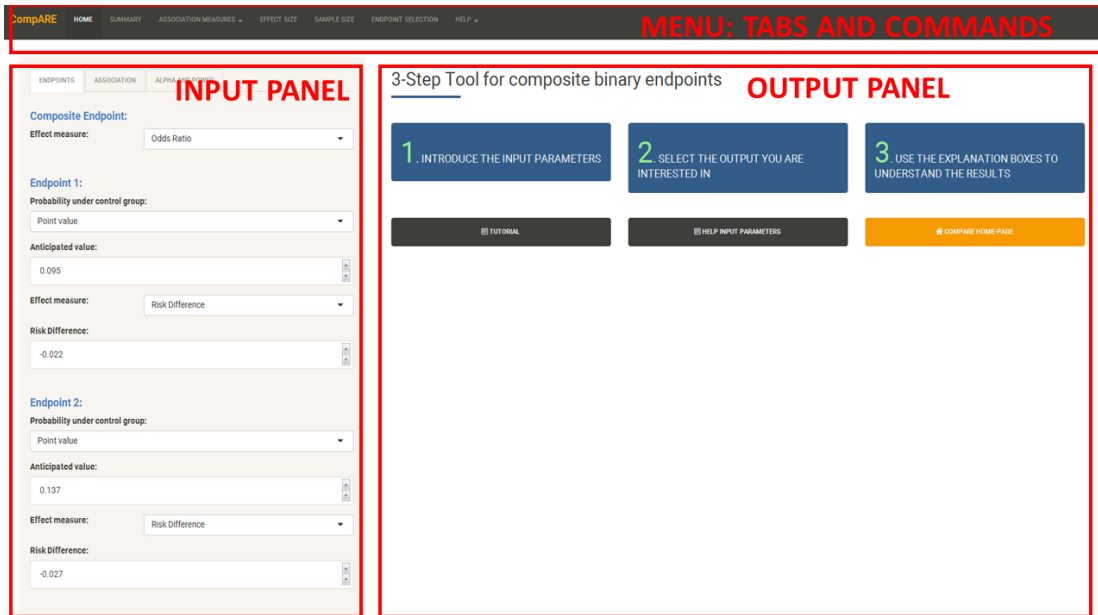 CompARE HOME SUMMARY ASSOCIATION MEASURES EFFECT SIZE SAMPLE SIZE ENDPOINT SELECTION HELP
MENU: TABS AND COMMANDS
ENDPOINTS ASSOCIATION ALPHA AND POWER
INPUT PANEL
Composite Endpoint:
Effect measure: Odds Ratio
Endpoint 1:
Probability under control group:
Point value
Anticipated value:
0.095
Effect measure: Risk Difference
Risk Difference:
-0.022
Endpoint 2:
Probability under control group:
Point value
Anticipated value:
0.137
Effect measure: Risk Difference
Risk Difference:
-0.027
3-Step Tool for composite binary endpoints
OUTPUT PANEL
1. INTRODUCE THE INPUT PARAMETERS
2. SELECT THE OUTPUT YOU ARE
INTERESTED IN
3. USE THE EXPLANATION BOXES TO
UNDERSTAND THE RESULTS
TUTORIAL
HELP INPUT PARAMETERS
COMPARE HOME-PAGE